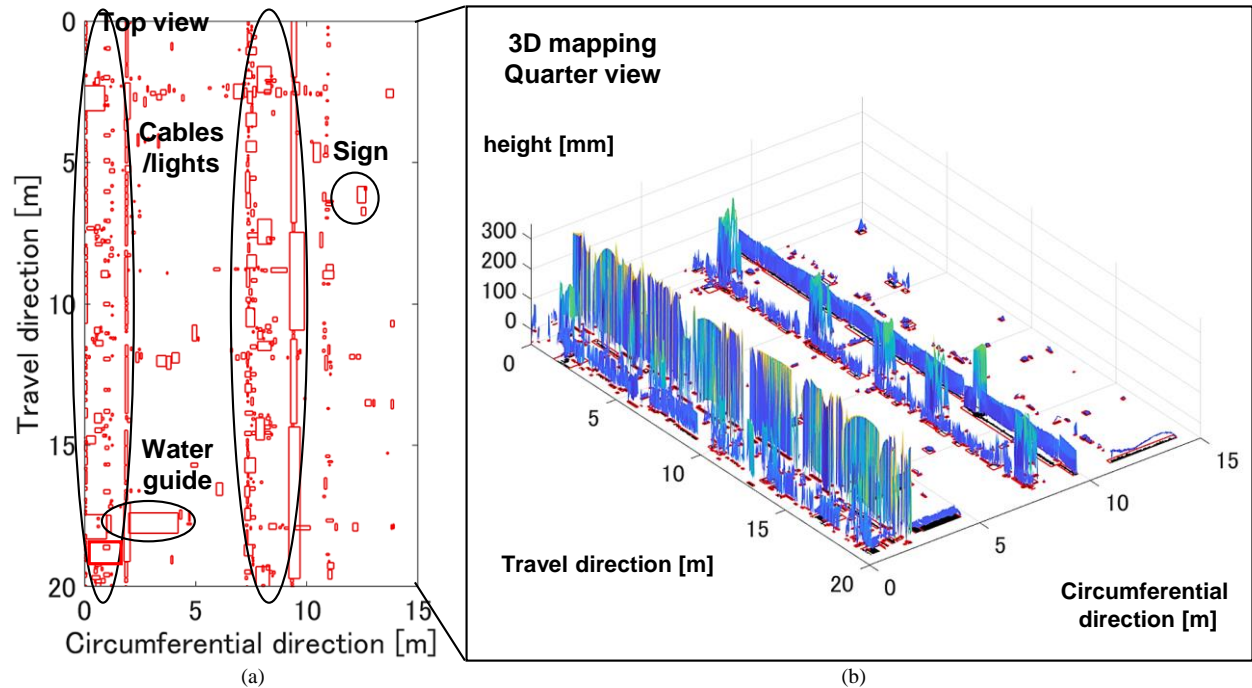 Top view
0
5
10
15
20
Travel direction [m]
Cables
/lights
Sign
Water
guide
0
5
10
15
Circumferential direction [m]
(a)
3D mapping
Quarter view
height [mm]
300
200
100
0
0
5
10
15
20
Travel direction [m]
0
5
10
15
Circumferential
direction [m]
(b)